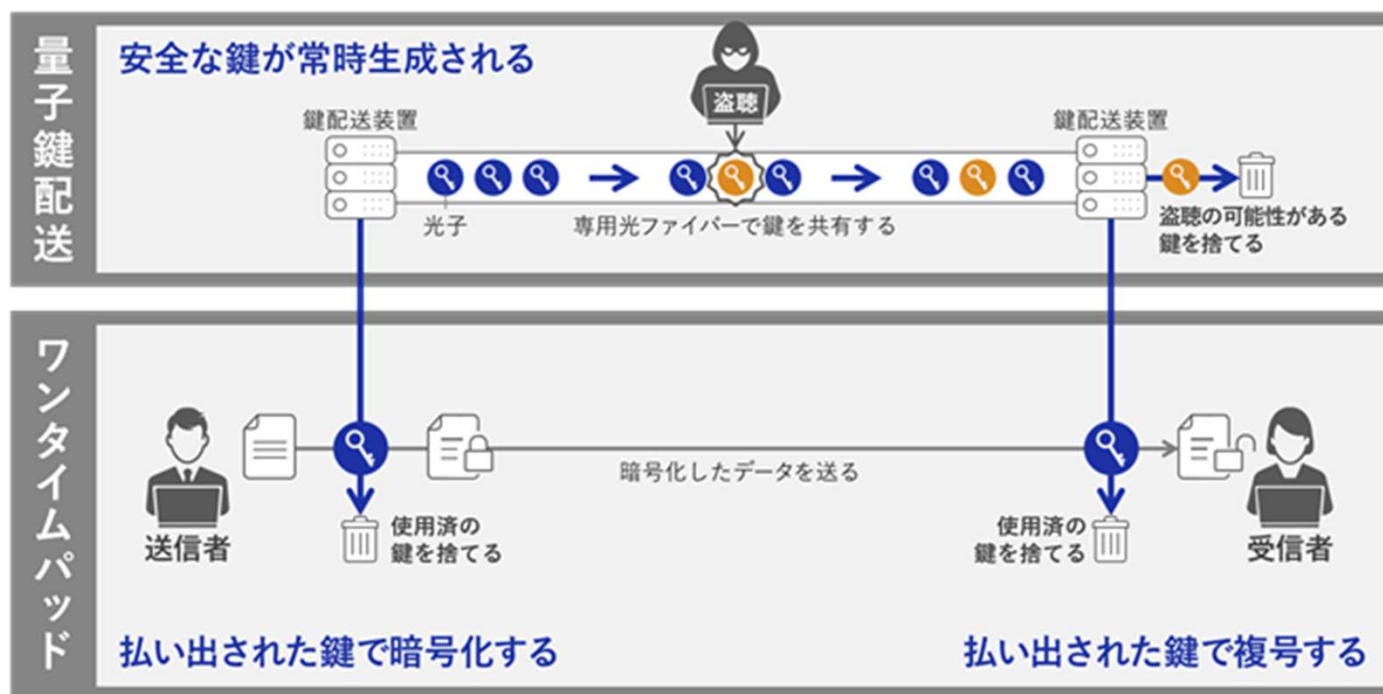 量子鍵配送
安全な鍵が常時生成される
盗聴
鍵配送装置
鍵配送装置
光子
専用光ファイバーで鍵を共有する
盗聴の可能性がある
鍵を捨てる
ワンタイムパッド
暗号化したデータを送る
送信者
使用済の
鍵を捨てる
使用済の
鍵を捨てる
受信者
払い出された鍵で暗号化する
払い出された鍵で複号する